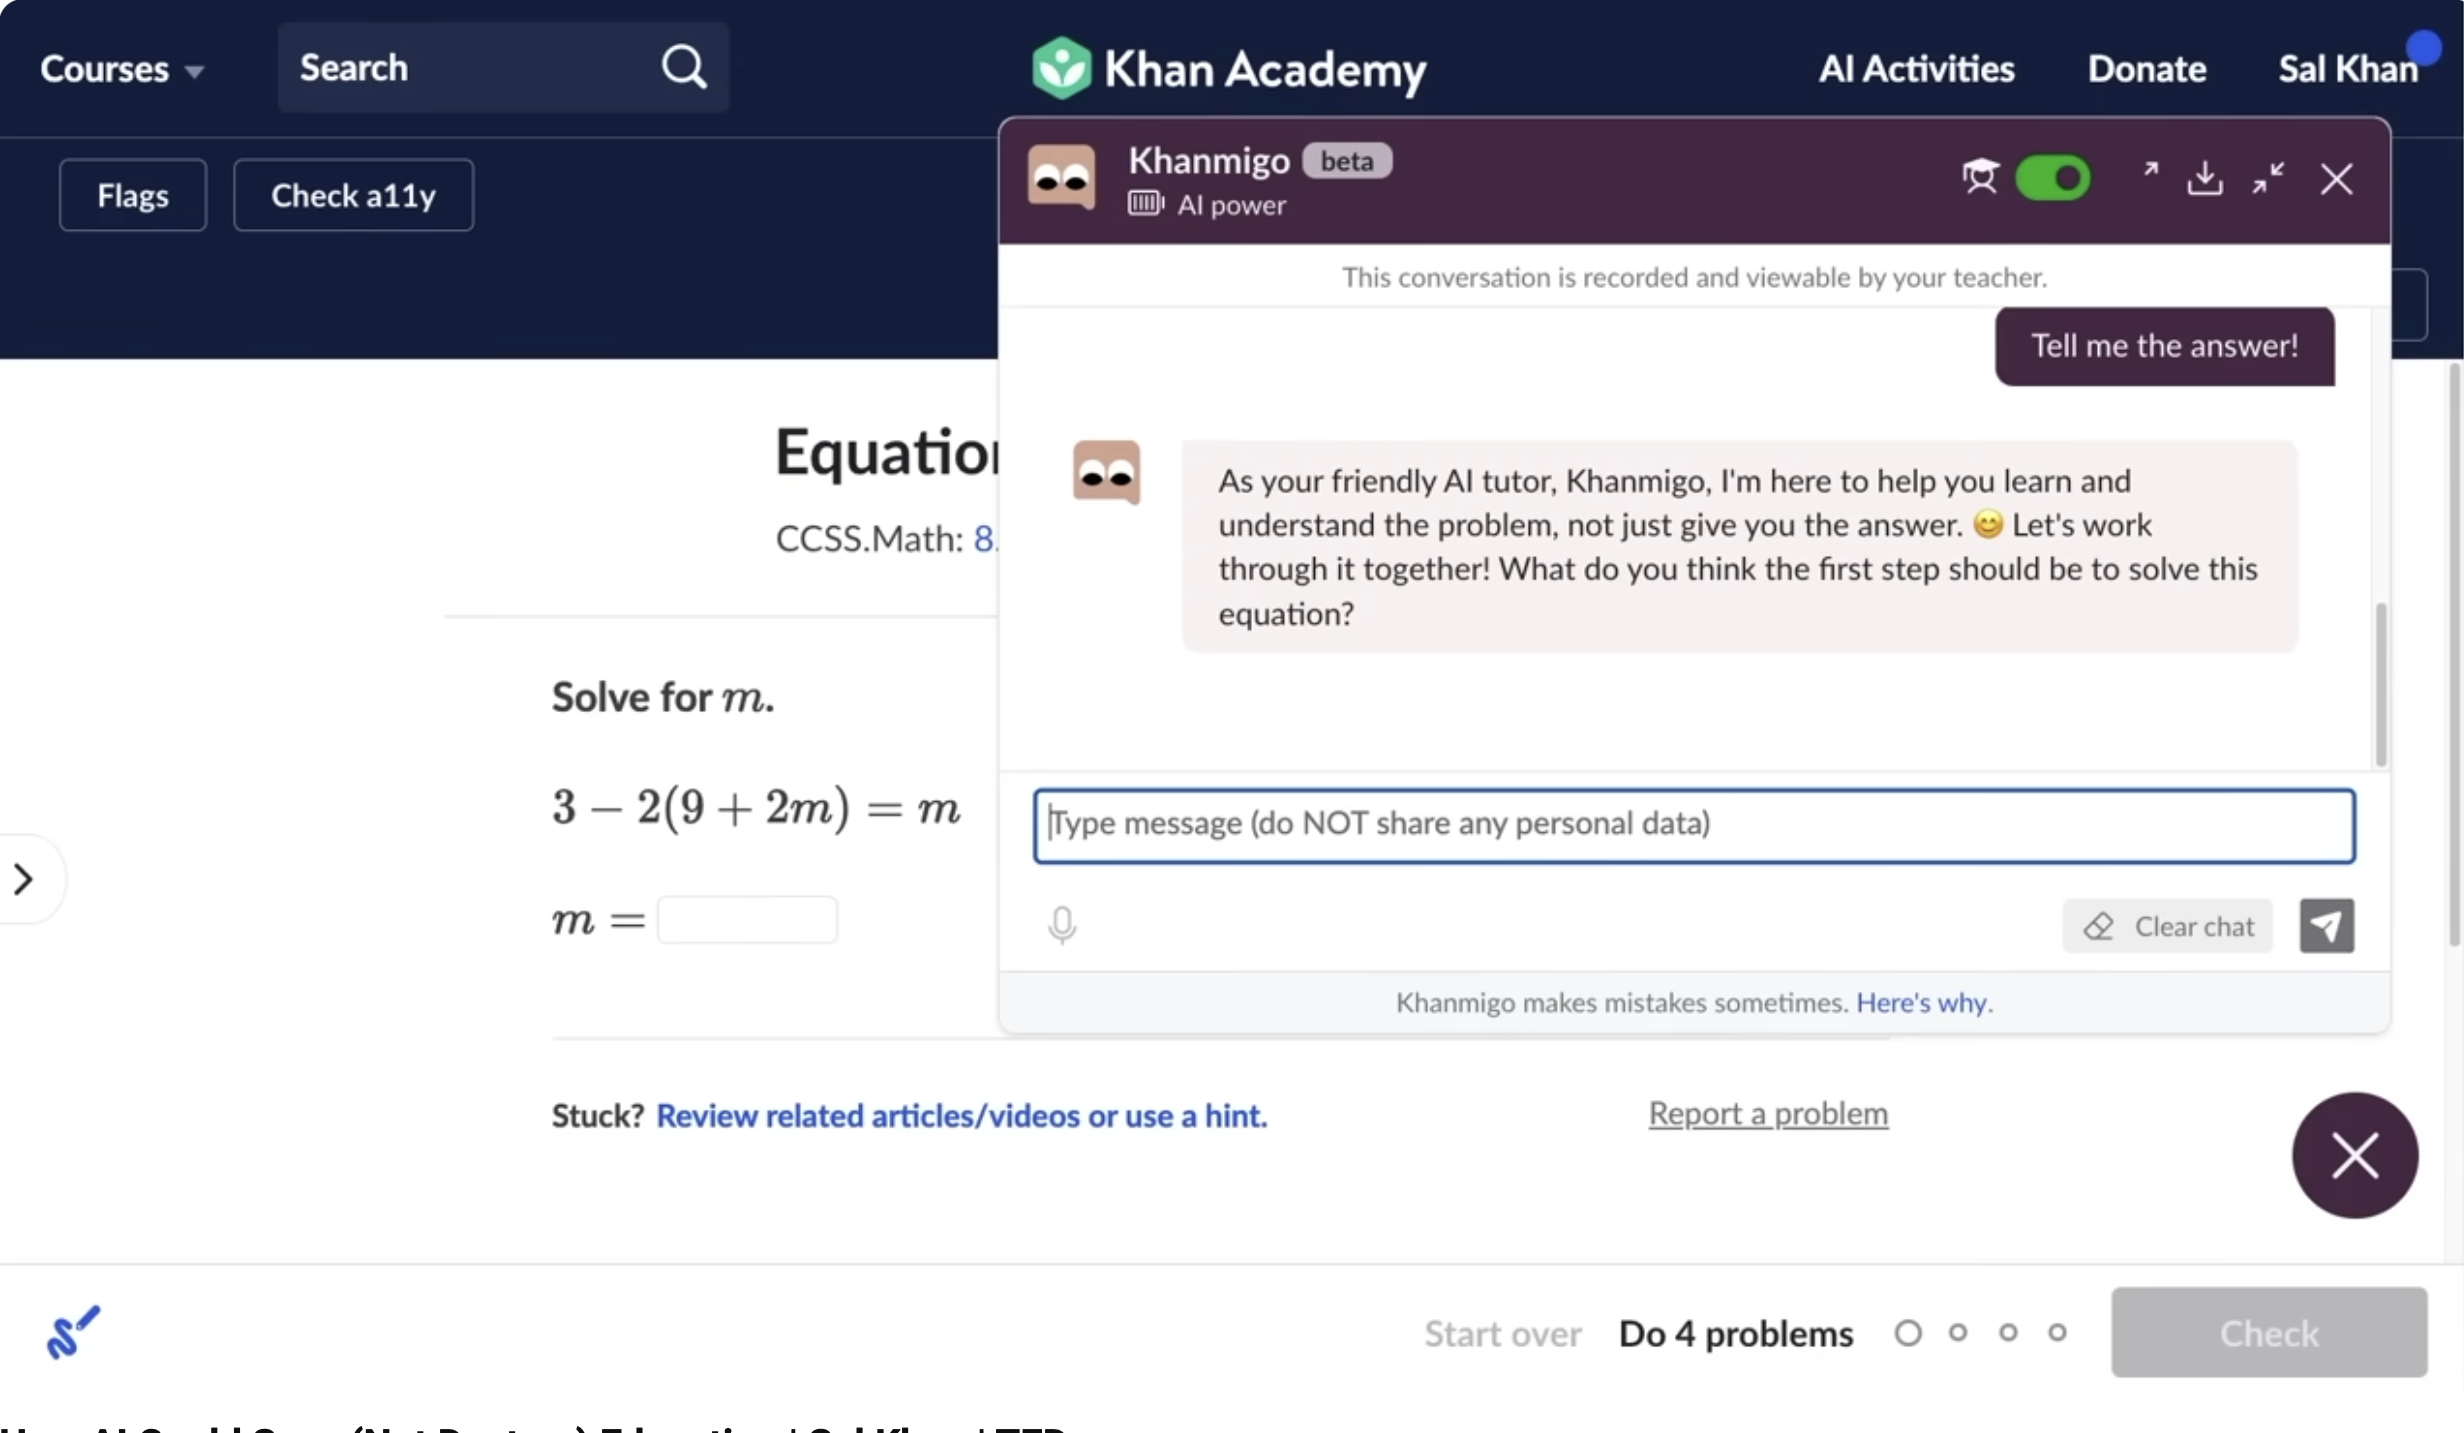 Courses
Search
Khan Academy
AI Activities
Donate
Sal Khan
Flags
Check a11y
Khanmigo beta
AI power
This conversation is recorded and viewable by your teacher.
Tell me the answer!
As your friendly AI tutor, Khanmigo, I'm here to help you learn and
understand the problem, not just give you the answer. 😊 Let's work
through it together! What do you think the first step should be to solve this
equation?
Type message (do NOT share any personal data)
Clear chat
Khanmigo makes mistakes sometimes. Here's why.
CCSS.Math: 8.
Solve for m.
3 − 2(9 + 2m) = m
m =
Stuck? Review related articles/videos or use a hint.
Report a problem
Start over
Do 4 problems
Check